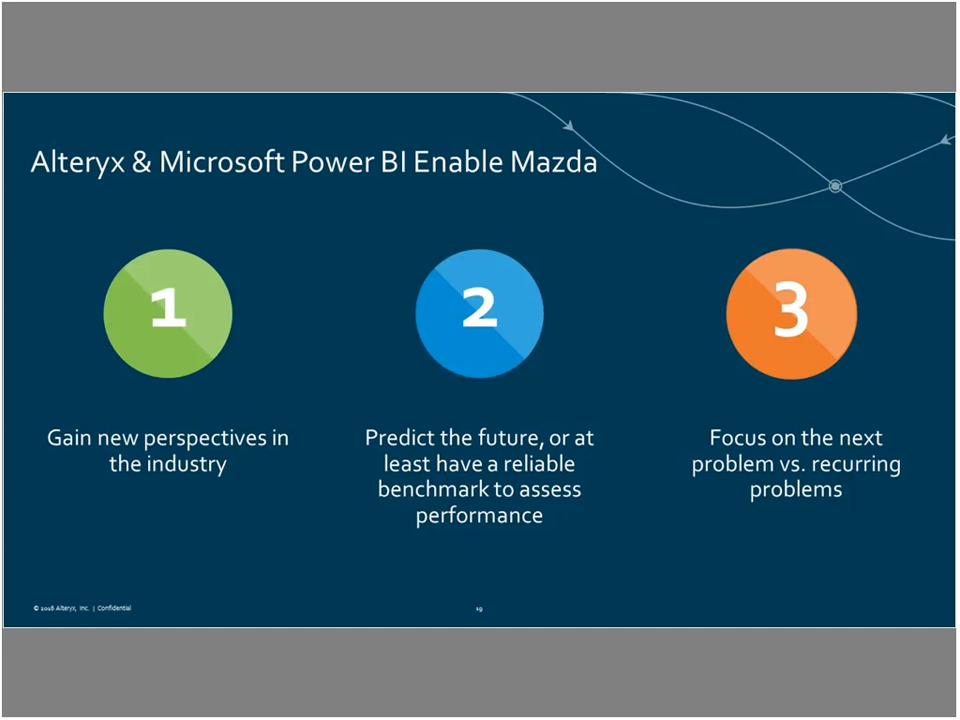 Alteryx & Microsoft Power BI Enable Mazda
1
2
3
Gain new perspectives in
the industry
Predict the future, or at
least have a reliable
benchmark to assess
performance
Focus on the next
problem vs. recurring
problems
© 2016 Alteryx, Inc. | Confidential
19